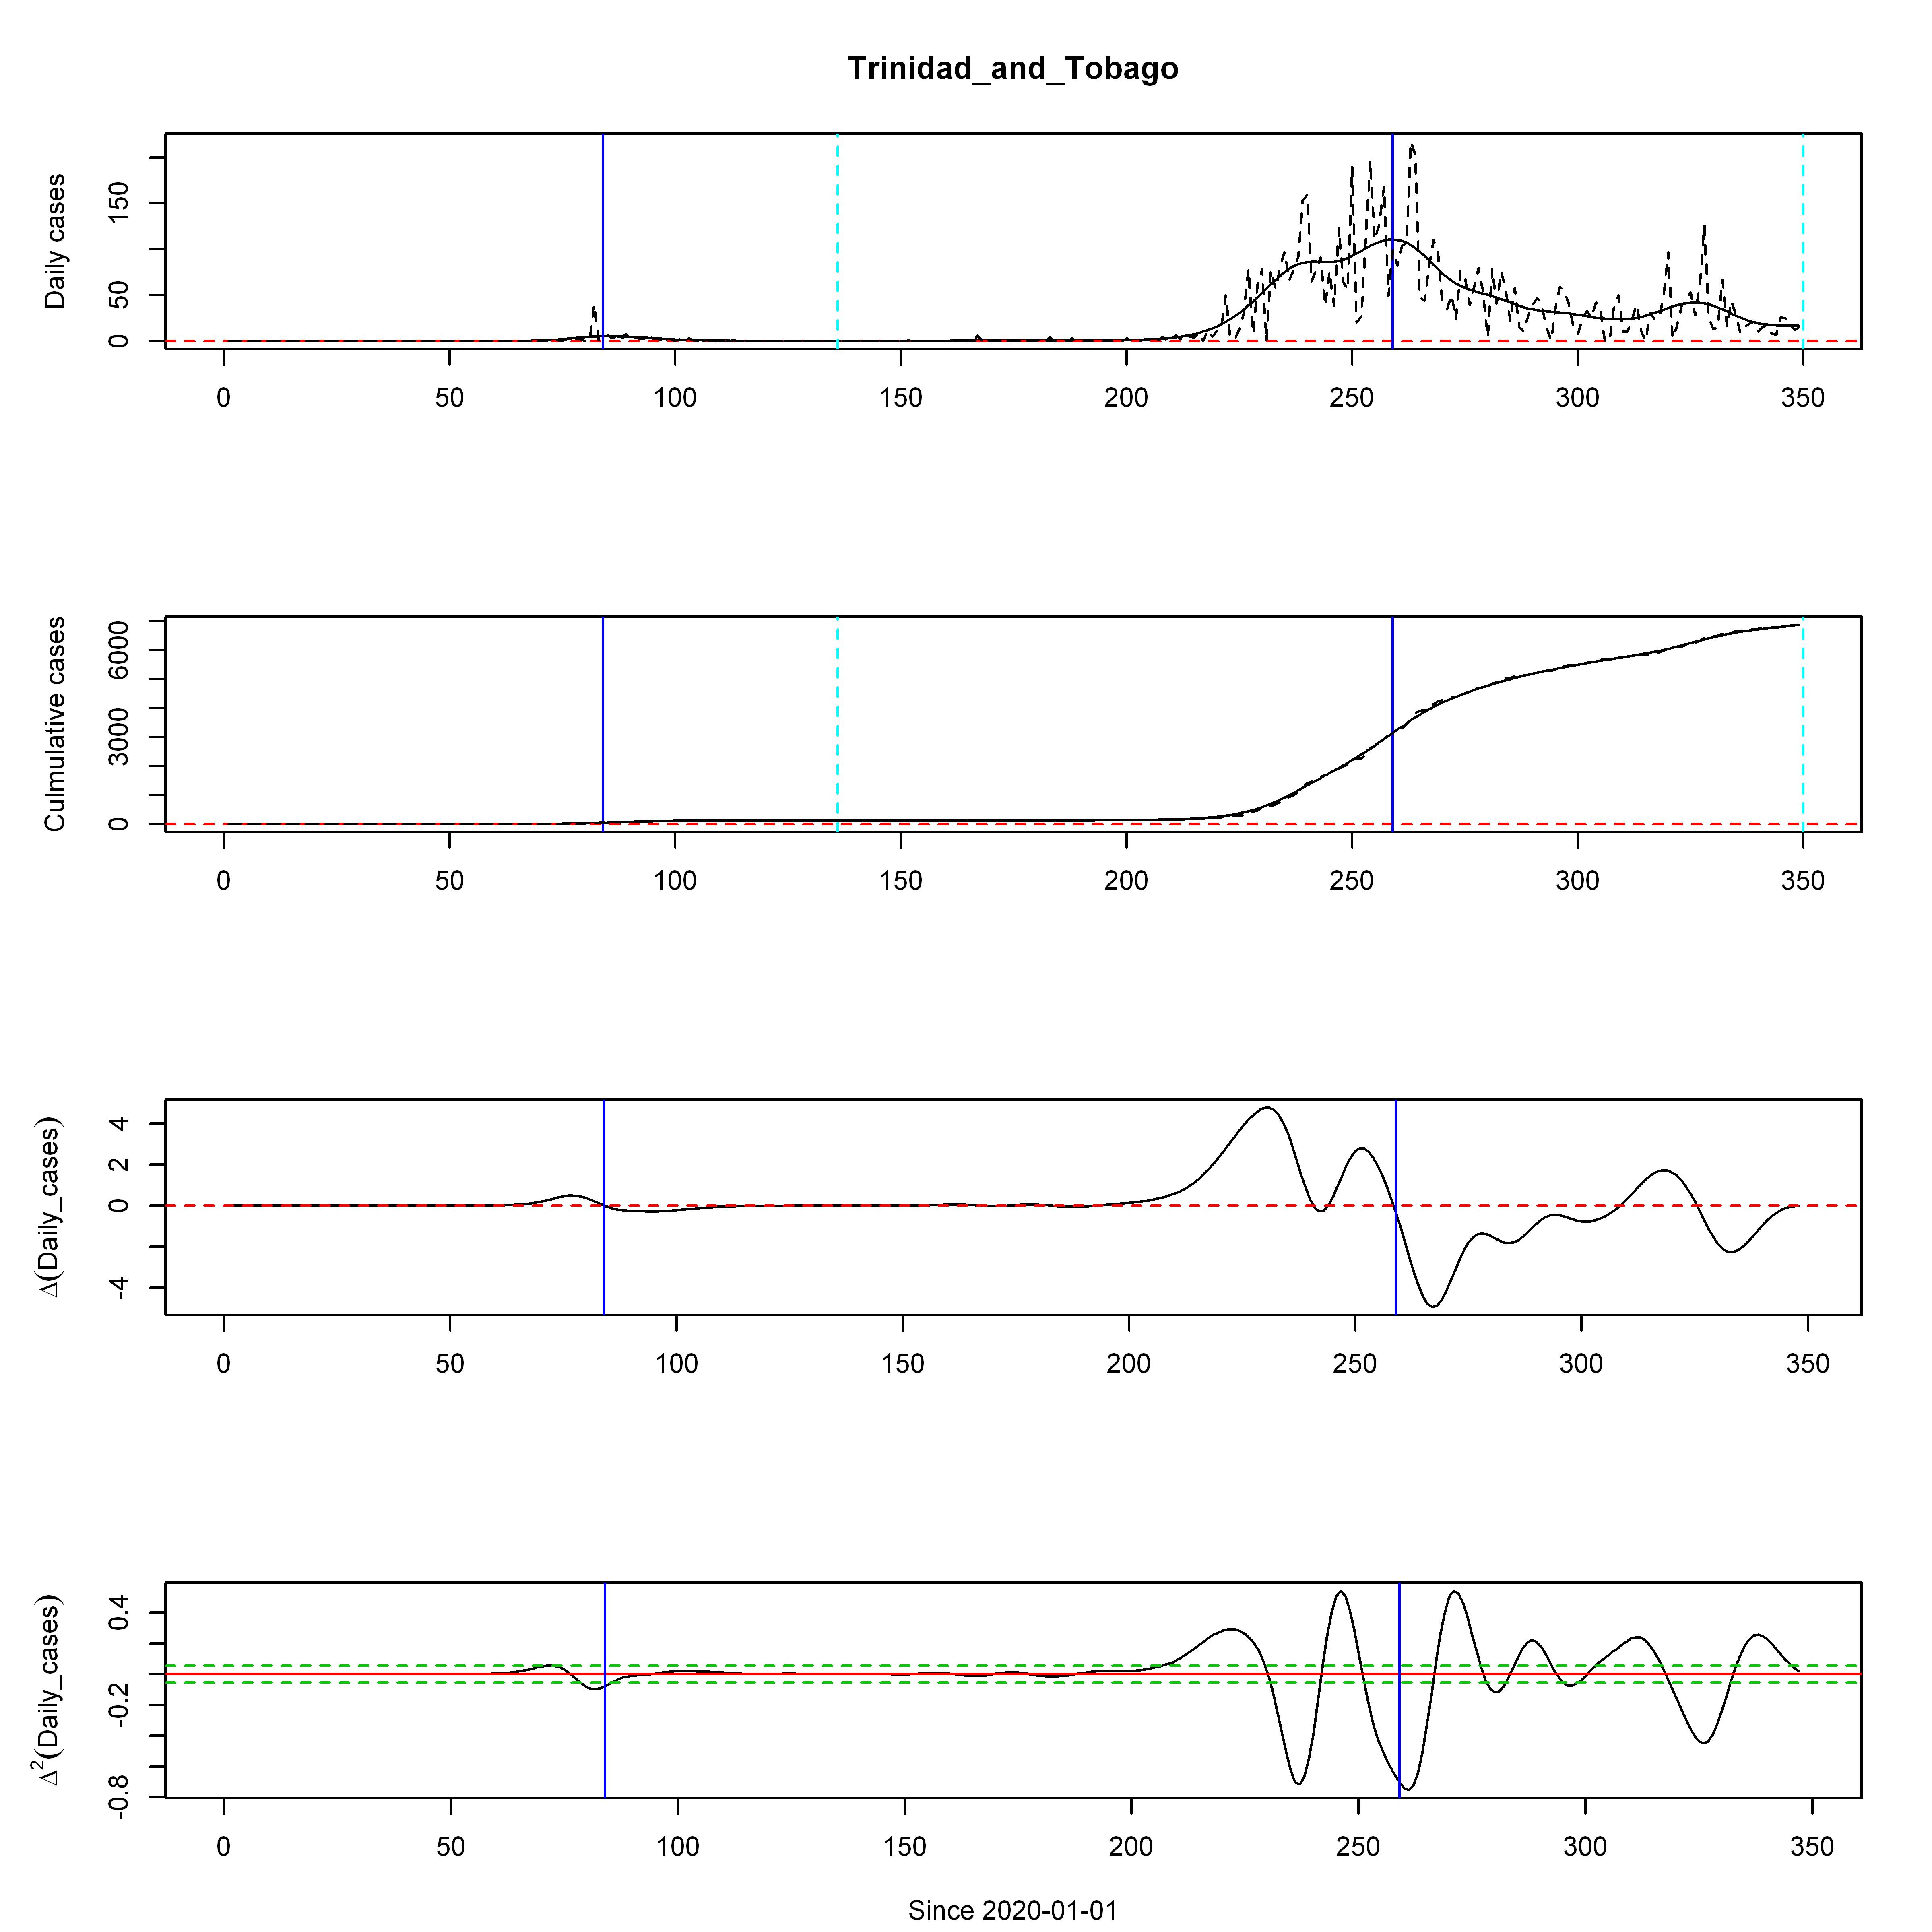 Trinidad_and_Tobago
Daily cases
0 50 150
0 50 100 150 200 250 300 350
Culmulative cases
0 3000 6000
0 50 100 150 200 250 300 350
Δ(Daily_cases)
-4 0 2 4
0 50 100 150 200 250 300 350
Δ²(Daily_cases)
-0.8 -0.2 0.4
0 50 100 150 200 250 300 350
Since 2020-01-01